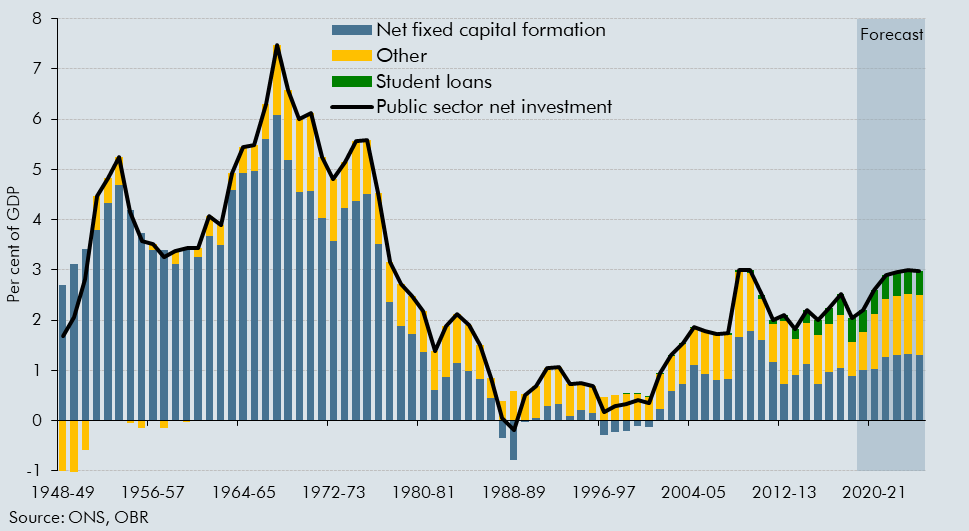 Net fixed capital formation
Other
Student loans
Public sector net investment
Forecast
Per cent of GDP
8
7
6
5
4
3
2
1
0
-1
1948-49 1956-57 1964-65 1972-73 1980-81 1988-89 1996-97 2004-05 2012-13 2020-21
Source: ONS, OBR